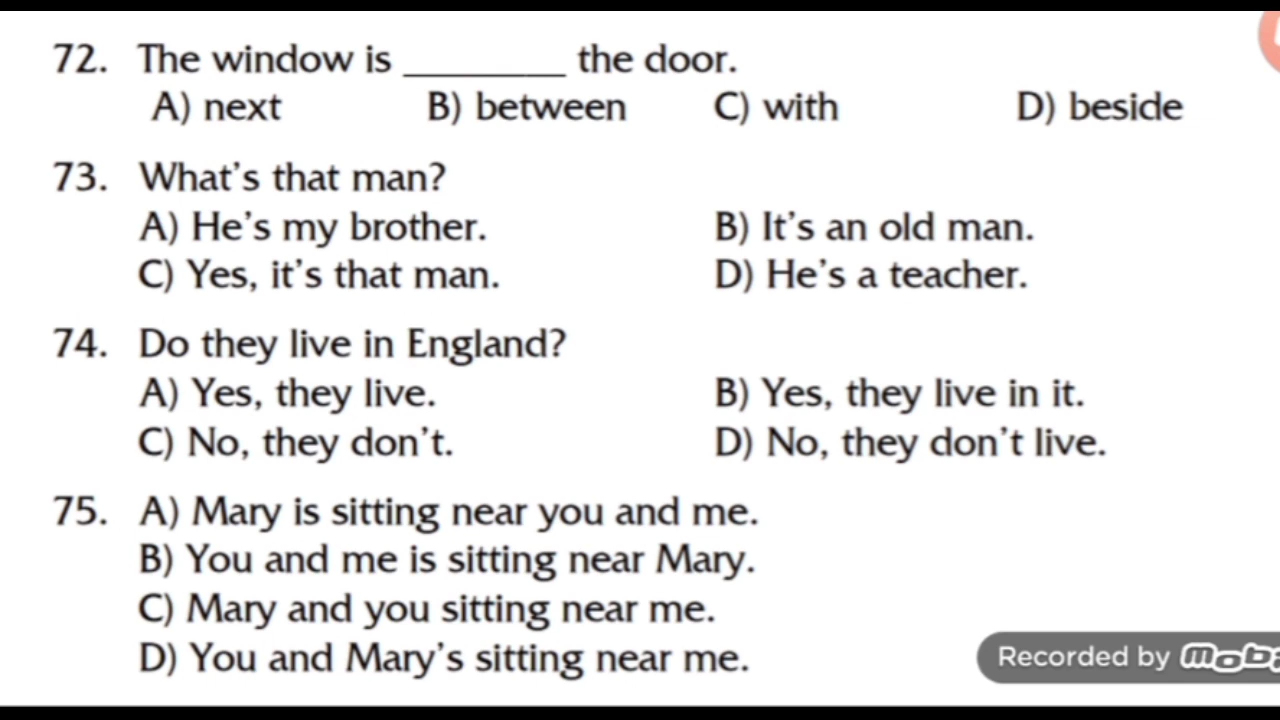 72. The window is ________ the door.
A) next B) between C) with D) beside
73. What's that man?
A) He's my brother. B) It's an old man.
C) Yes, it's that man. D) He's a teacher.
74. Do they live in England?
A) Yes, they live. B) Yes, they live in it.
C) No, they don't. D) No, they don't live.
75. A) Mary is sitting near you and me.
B) You and me is sitting near Mary.
C) Mary and you sitting near me.
D) You and Mary's sitting near me.
Recorded by